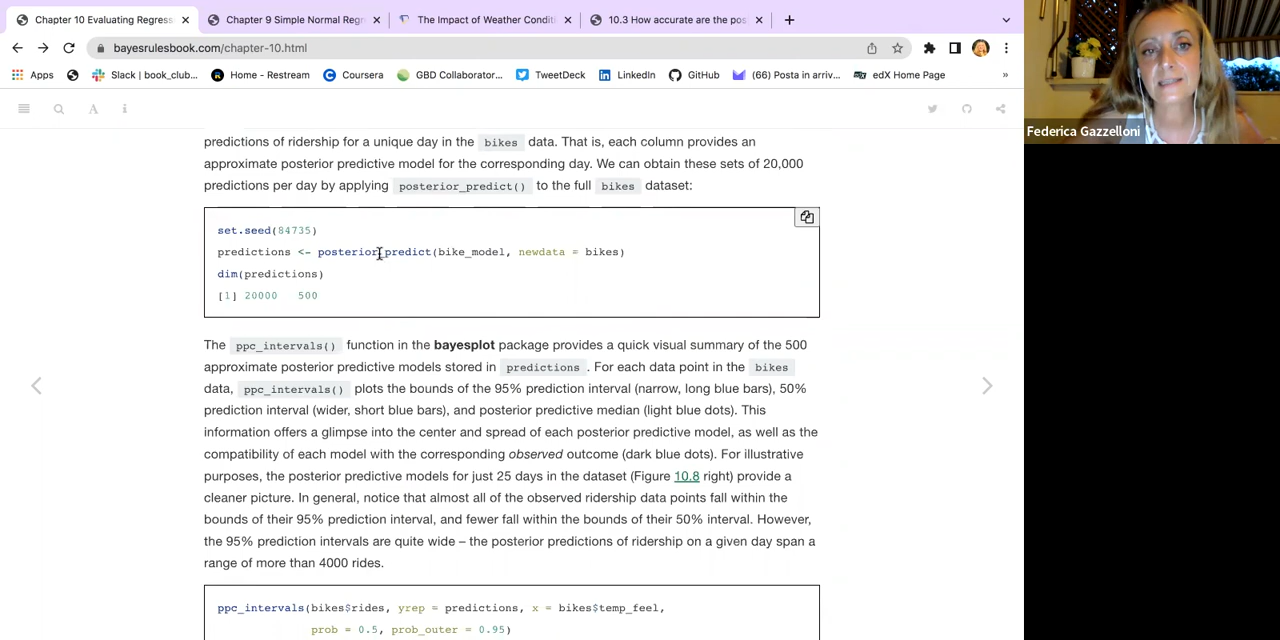 Chapter 10 Evaluating Regress
Chapter 9 Simple Normal Regr
The Impact of Weather Conditi
10.3 How accurate are the pos
bayesrulesbook.com/chapter-10.html
Apps
Slack | book_club...
Home - Restream
Coursera
GBD Collaborator...
TweetDeck
LinkedIn
GitHub
(66) Posta in arriv...
edX Home Page
»
Federica Gazzelloni
predictions of ridership for a unique day in the bikes data. That is, each column provides an
approximate posterior predictive model for the corresponding day. We can obtain these sets of 20,000
predictions per day by applying posterior_predict() to the full bikes dataset:
set.seed(84735)
predictions <- posterior_predict(bike_model, newdata = bikes)
dim(predictions)
[1] 20000 500
The ppc_intervals() function in the bayesplot package provides a quick visual summary of the 500
approximate posterior predictive models stored in predictions . For each data point in the bikes
data, ppc_intervals() plots the bounds of the 95% prediction interval (narrow, long blue bars), 50%
prediction interval (wider, short blue bars), and posterior predictive median (light blue dots). This
information offers a glimpse into the center and spread of each posterior predictive model, as well as the
compatibility of each model with the corresponding observed outcome (dark blue dots). For illustrative
purposes, the posterior predictive models for just 25 days in the dataset (Figure 10.8 right) provide a
cleaner picture. In general, notice that almost all of the observed ridership data points fall within the
bounds of their 95% prediction interval, and fewer fall within the bounds of their 50% interval. However,
the 95% prediction intervals are quite wide – the posterior predictions of ridership on a given day span a
range of more than 4000 rides.
ppc_intervals(bikes$rides, yrep = predictions, x = bikes$temp_feel,
prob = 0.5, prob_outer = 0.95)